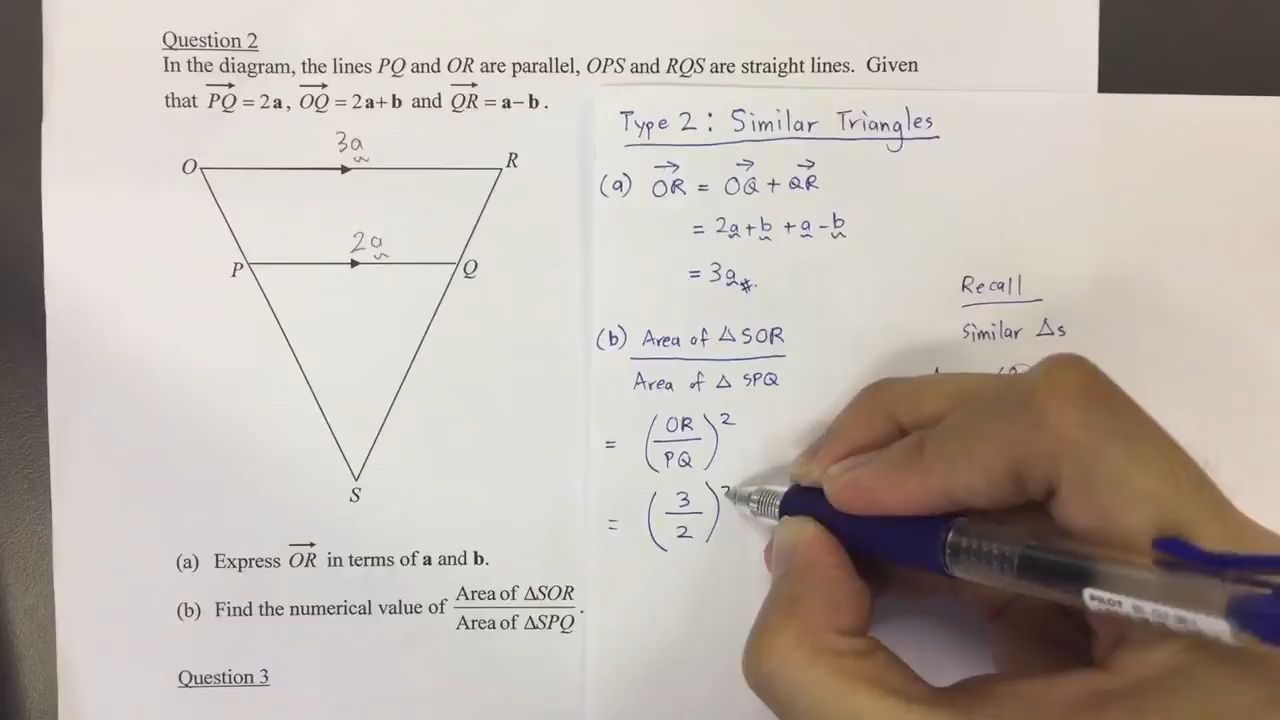 Question 2
In the diagram, the lines PQ and OR are parallel, OPS and RQS are straight lines. Given
that PQ = 2a, OQ = 2a+b and QR = a−b.
3a
O
R
2a
P
Q
S
(a) Express OR in terms of a and b.
(b) Find the numerical value of Area of ΔSOR
Area of ΔSPQ .
Question 3
Type 2 : Similar Triangles
(a) OR = OQ + QR
= 2a + b + a - b
= 3a #.
(b) Area of Δ SOR
Area of Δ SPQ
= (OR/PQ)²
= (3/2)²
Recall
Similar Δs
PILOT